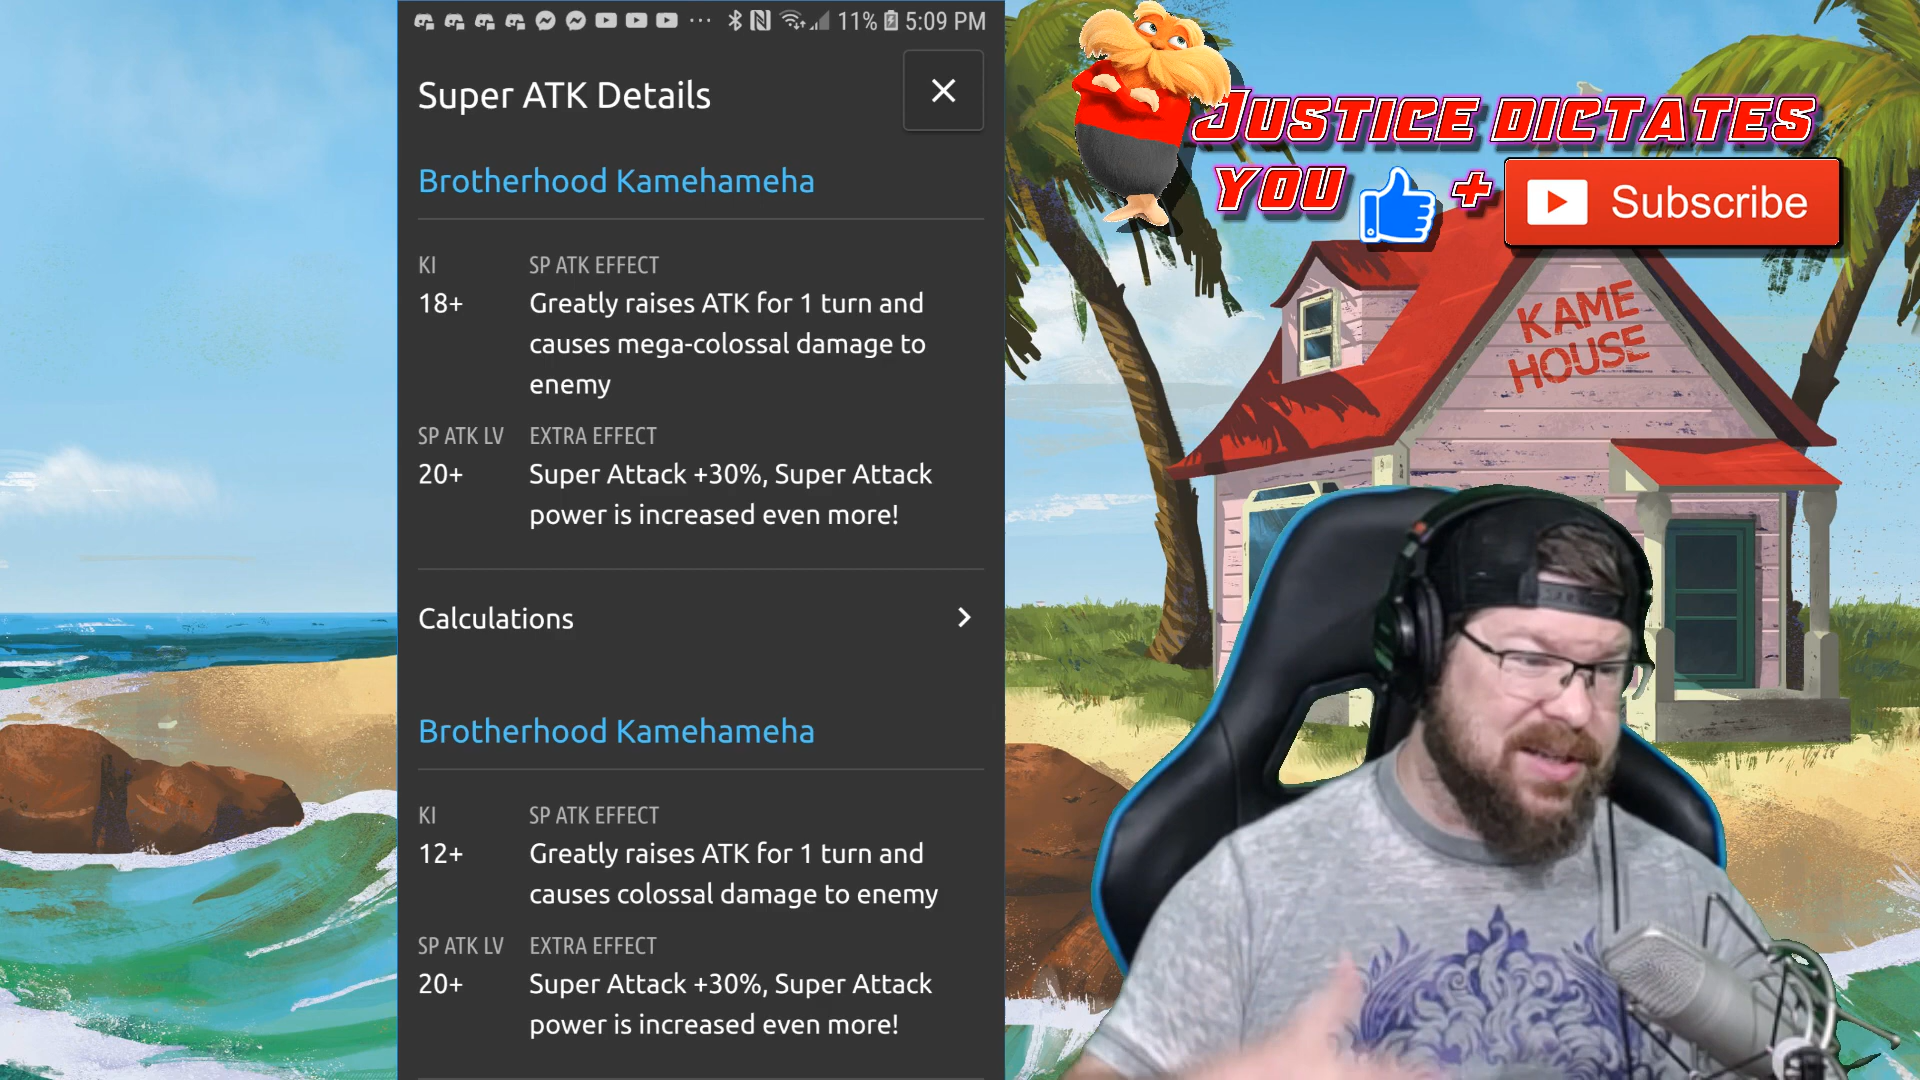 11% 5:09 PM
Super ATK Details
Brotherhood Kamehameha
KI SP ATK EFFECT
18+ Greatly raises ATK for 1 turn and
causes mega-colossal damage to
enemy
SP ATK LV EXTRA EFFECT
20+ Super Attack +30%, Super Attack
power is increased even more!
Calculations
Brotherhood Kamehameha
KI SP ATK EFFECT
12+ Greatly raises ATK for 1 turn and
causes colossal damage to enemy
SP ATK LV EXTRA EFFECT
20+ Super Attack +30%, Super Attack
power is increased even more!
JUSTICE DICTATES
YOU + Subscribe
KAME
HOUSE